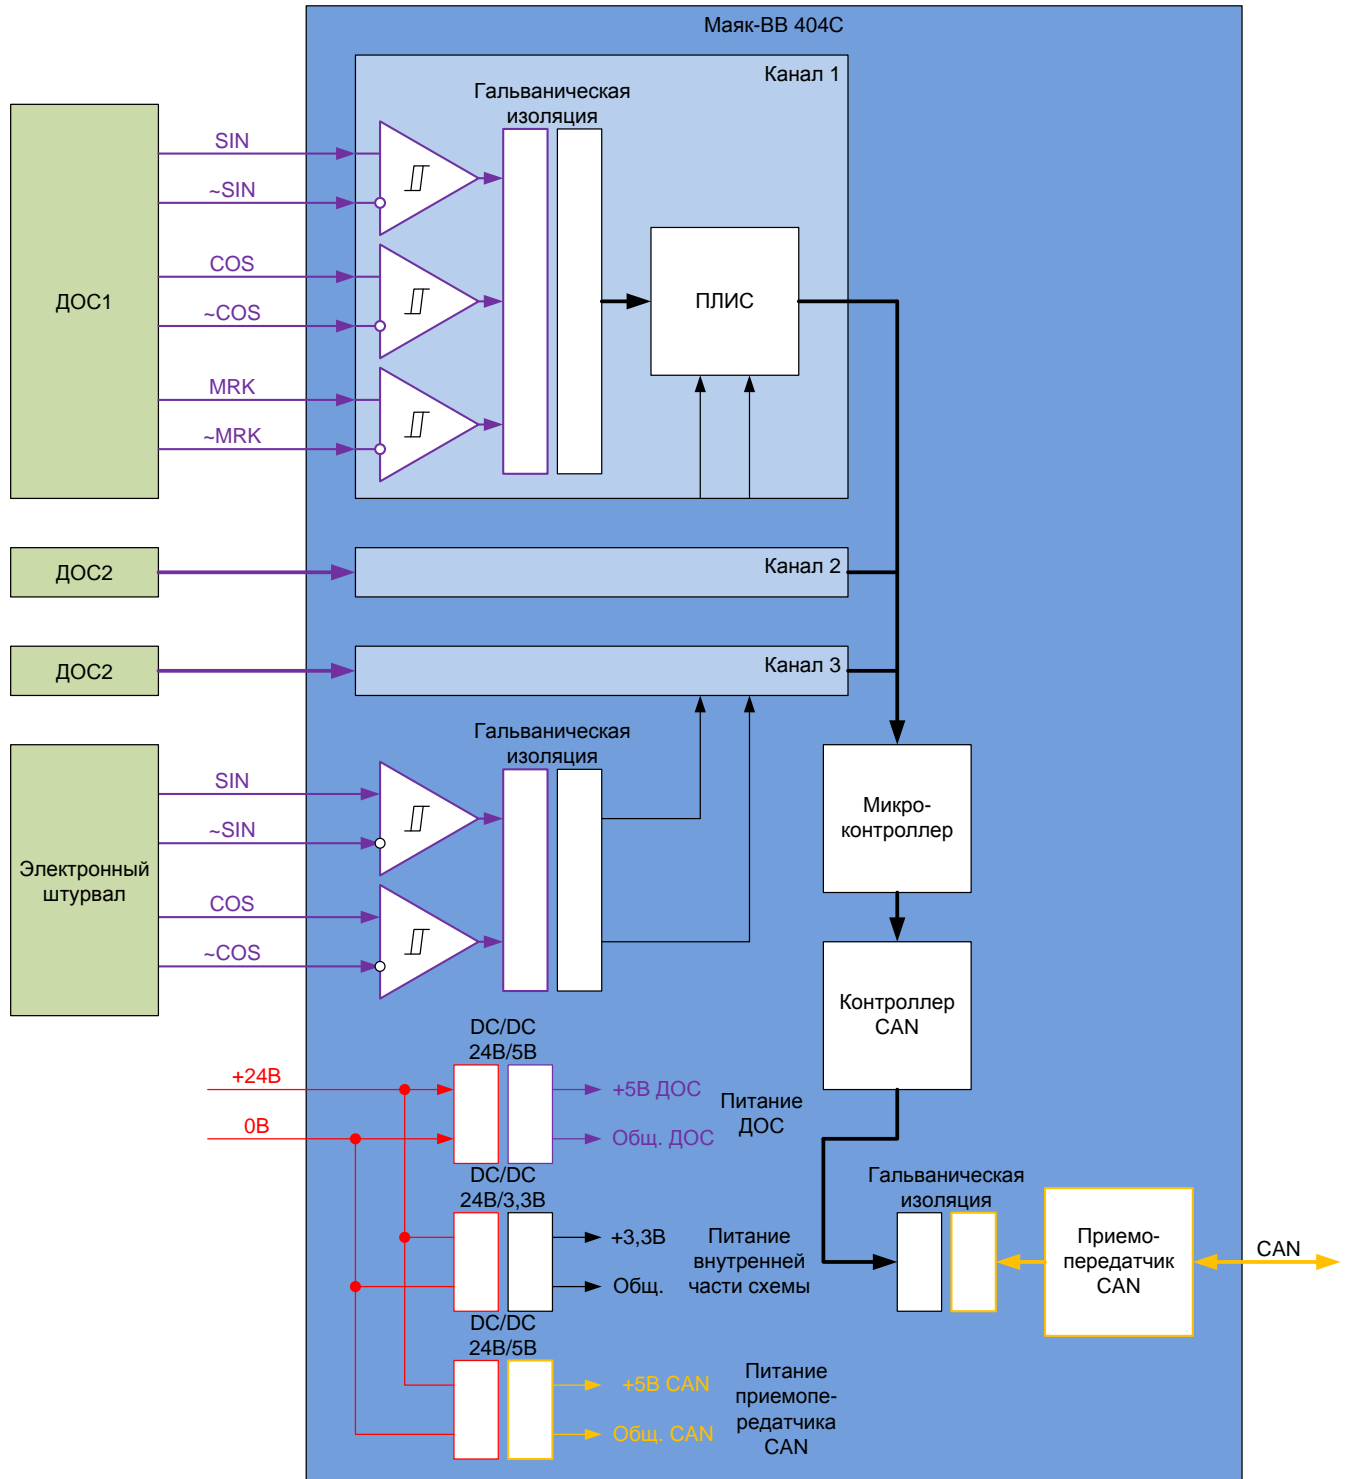 Маяк-ВВ 404С
Канал 1
Гальваническая
изоляция
SIN
~SIN
COS
~COS
MRK
~MRK
ДОС1
ПЛИС
ДОС2
Канал 2
ДОС2
Канал 3
Гальваническая
изоляция
SIN
~SIN
COS
~COS
Электронный
штурвал
Микро-
контроллер
Контроллер
CAN
DC/DC
24В/5В
+24В
0В
+5В ДОС
Общ. ДОС
Питание
ДОС
DC/DC
24В/3,3В
+3,3В
Общ.
Питание
внутренней
части схемы
Гальваническая
изоляция
Приемо-
передатчик
CAN
CAN
DC/DC
24В/5В
+5В CAN
Общ. CAN
Питание
приемопе-
редатчика
CAN